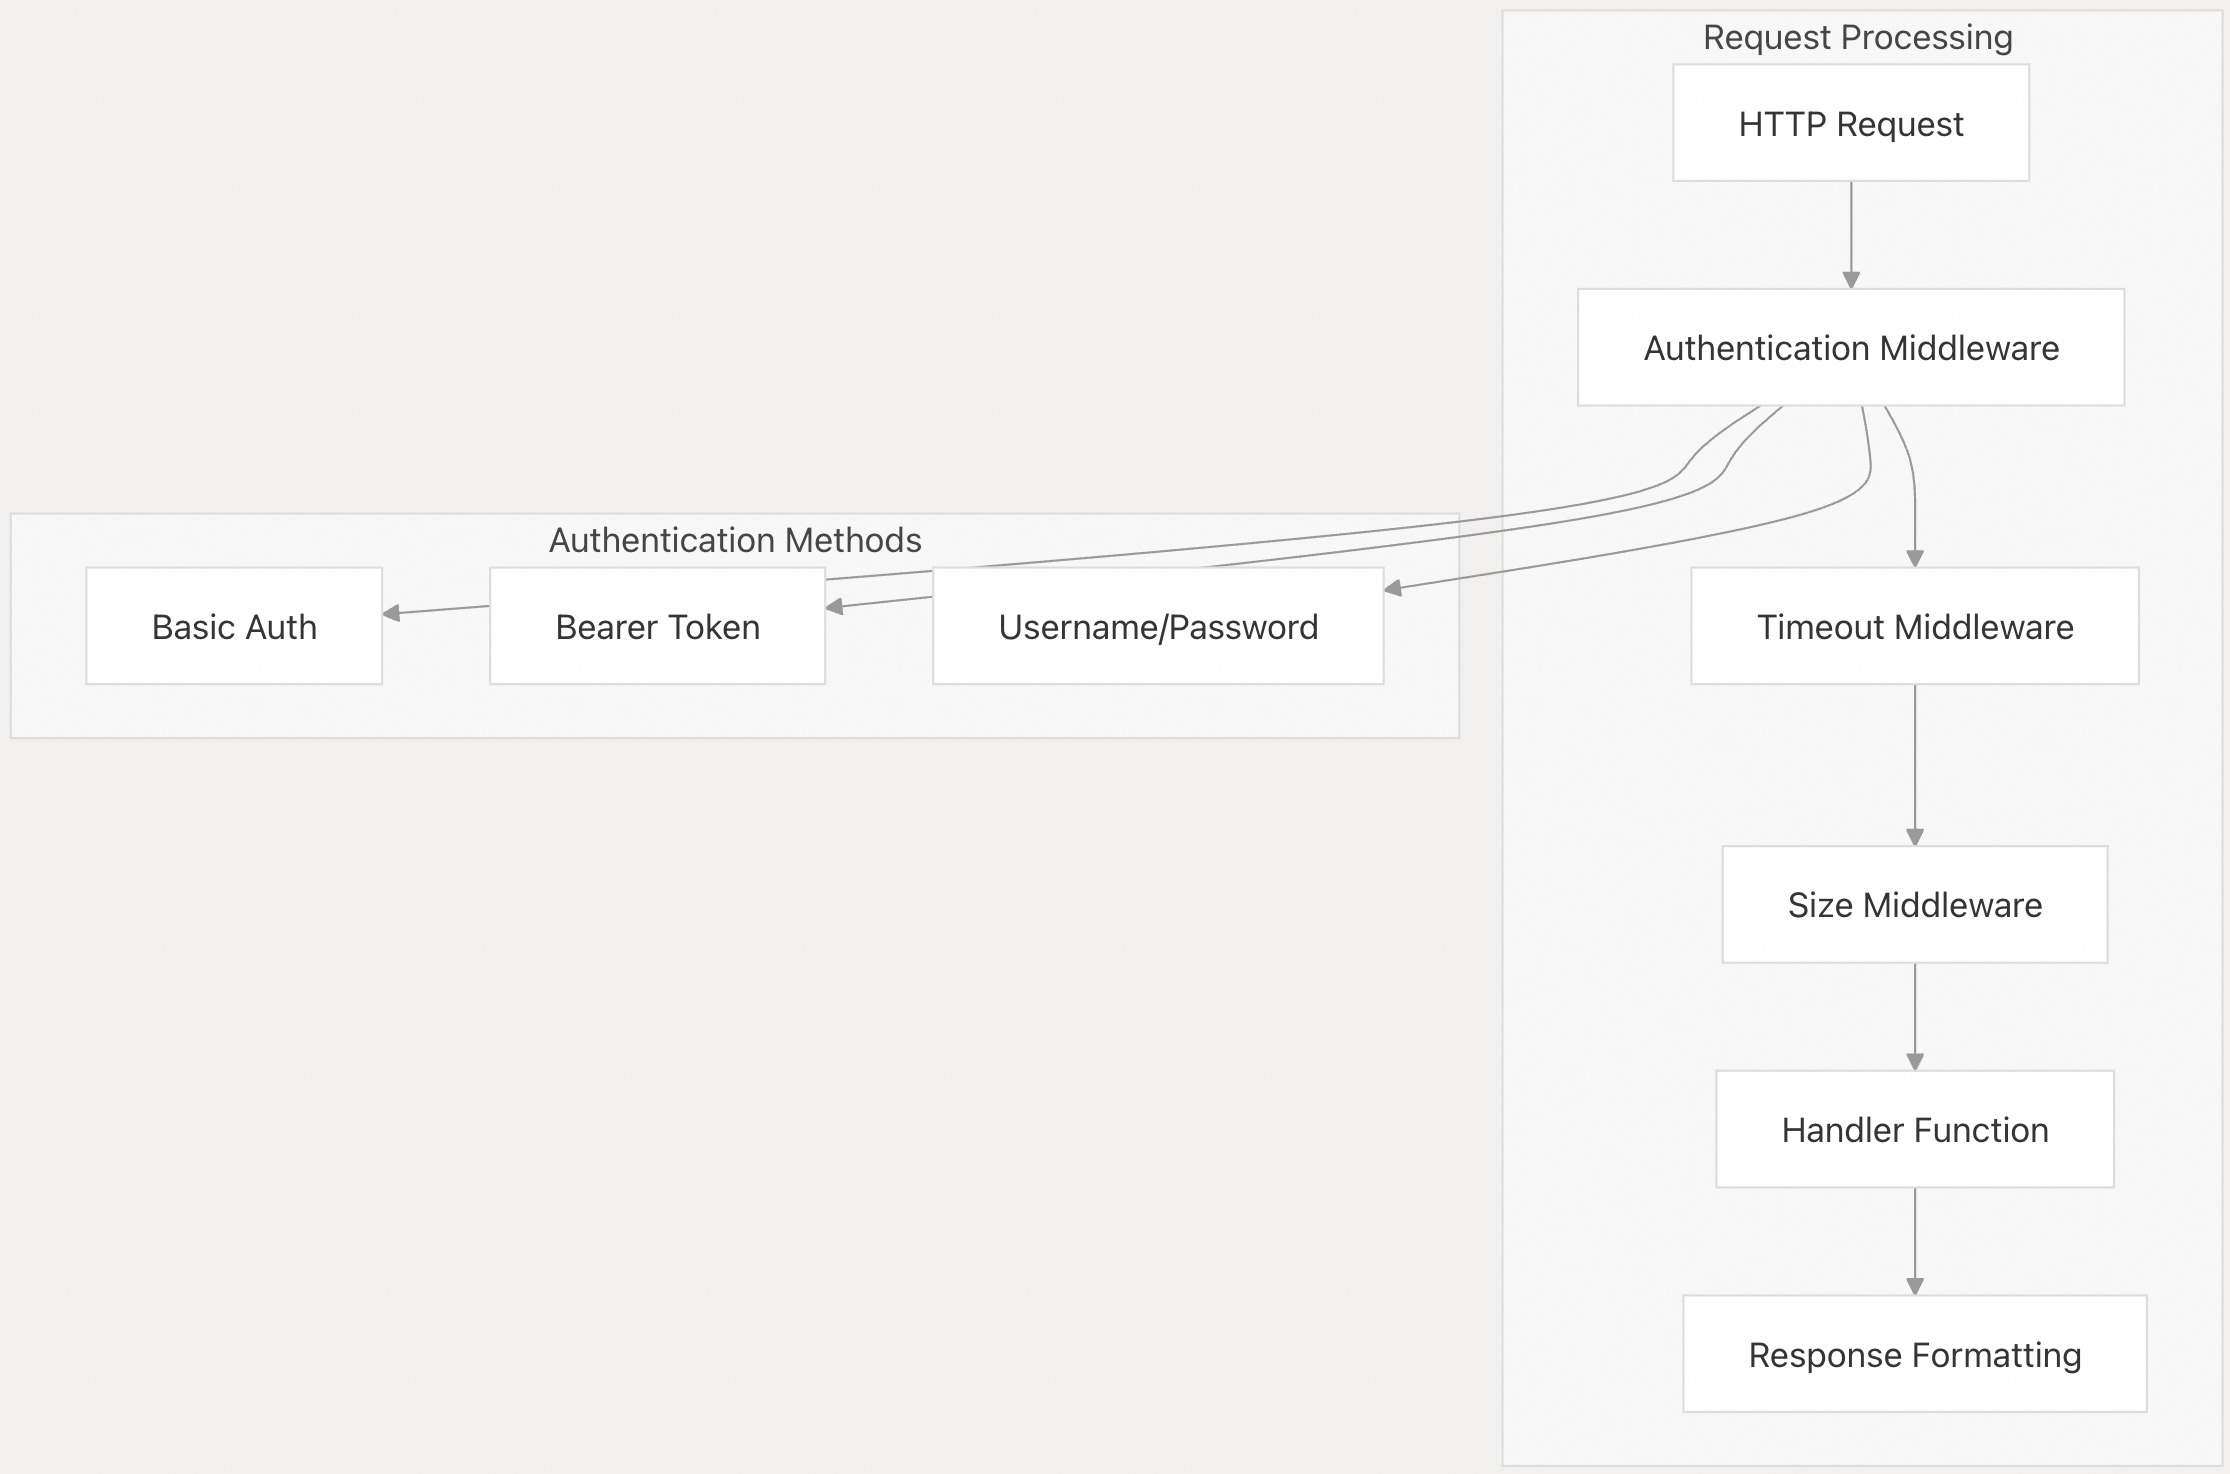 Request Processing
HTTP Request
Authentication Middleware
Authentication Methods
Basic Auth
Bearer Token
Username/Password
Timeout Middleware
Size Middleware
Handler Function
Response Formatting